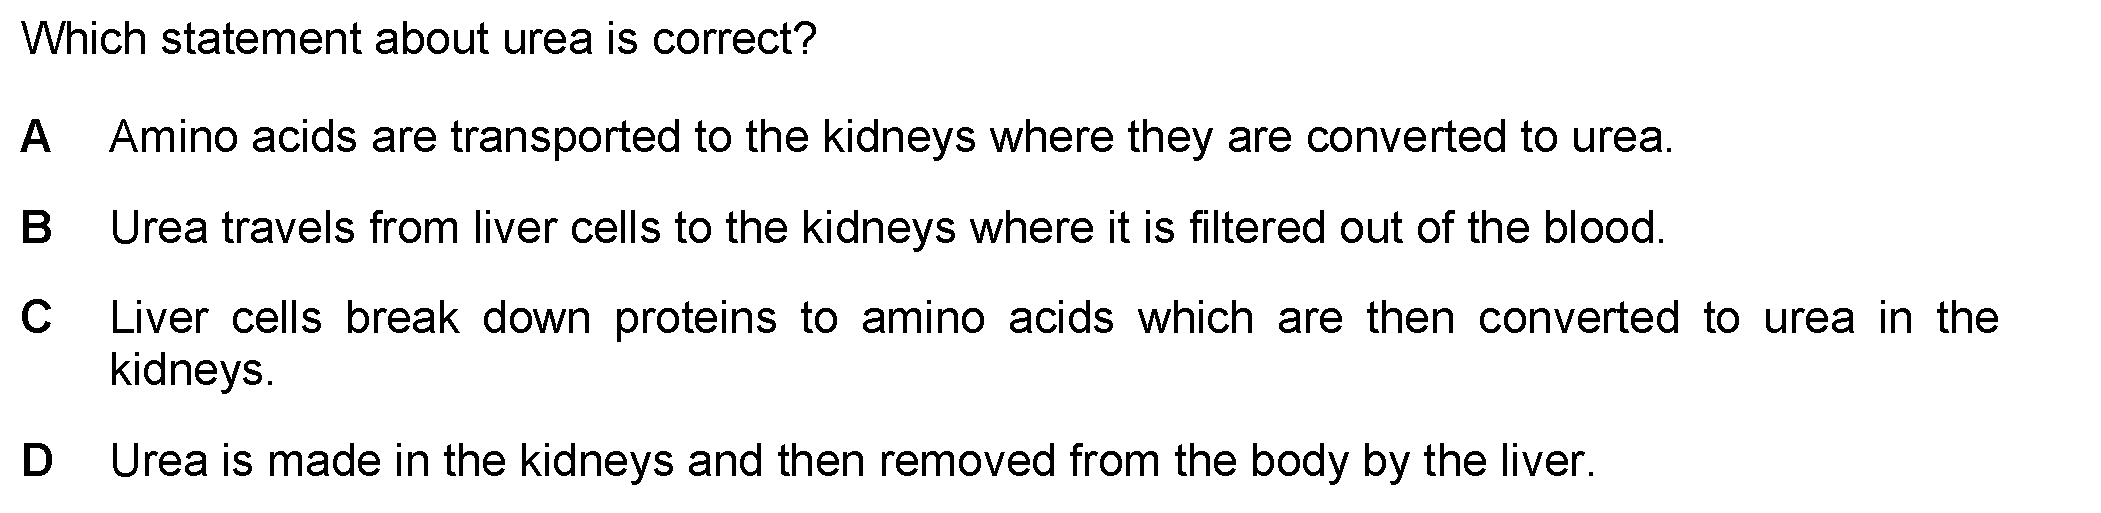 Which statement about urea is correct?
A Amino acids are transported to the kidneys where they are converted to urea.
B Urea travels from liver cells to the kidneys where it is filtered out of the blood.
C Liver cells break down proteins to amino acids which are then converted to urea in the
kidneys.
D Urea is made in the kidneys and then removed from the body by the liver.